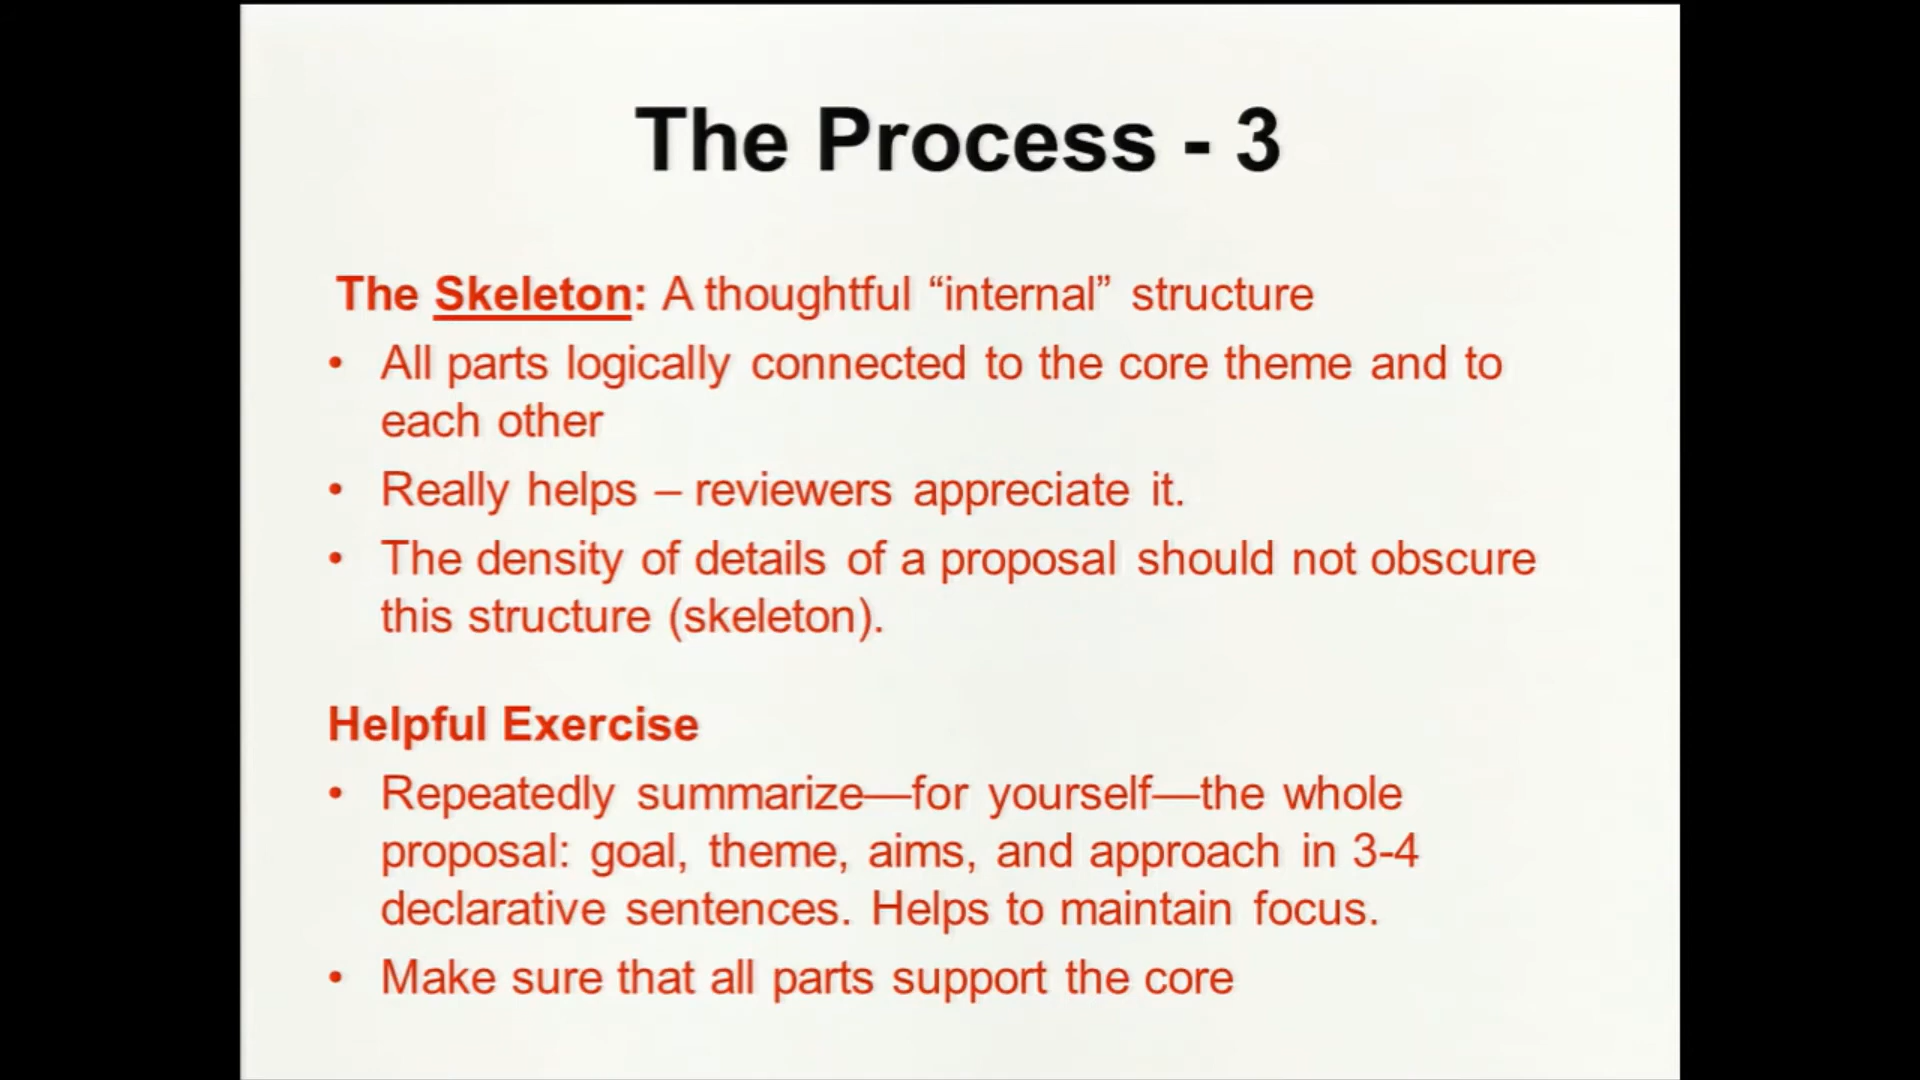 The Process - 3
The Skeleton: A thoughtful “internal” structure
• All parts logically connected to the core theme and to
each other
• Really helps – reviewers appreciate it.
• The density of details of a proposal should not obscure
this structure (skeleton).
Helpful Exercise
• Repeatedly summarize—for yourself—the whole
proposal: goal, theme, aims, and approach in 3-4
declarative sentences. Helps to maintain focus.
• Make sure that all parts support the core